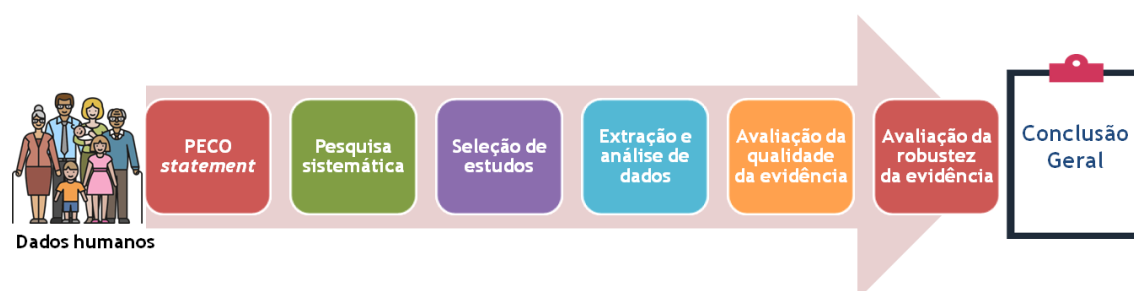 Dados humanos
PECO
statement
Pesquisa
sistemática
Seleção de
estudos
Extração e
análise de
dados
Avaliação da
qualidade
da evidência
Avaliação da
robustez
da evidência
Conclusão
Geral